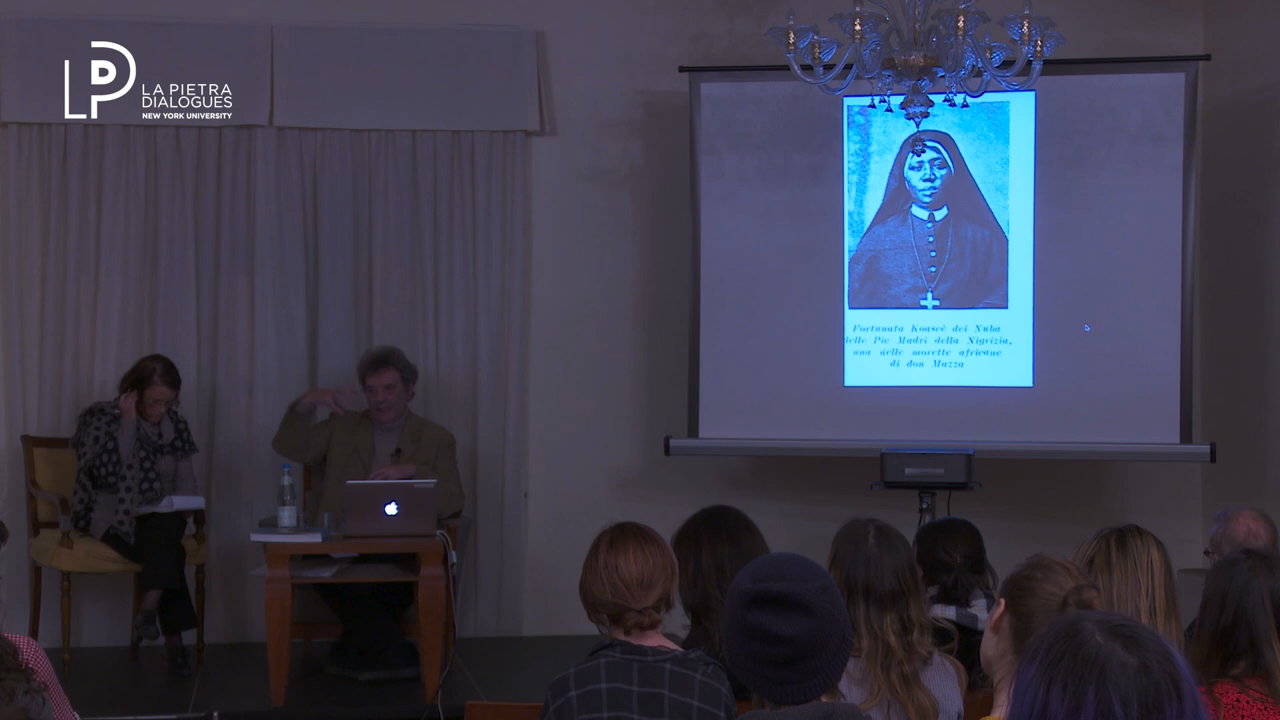 LP LA PIETRA
DIALOGUES
NEW YORK UNIVERSITY
Fortunata Koascè dei Nuba
delle Pie Madri della Nigrizia,
una delle morette africane
di don Mazza